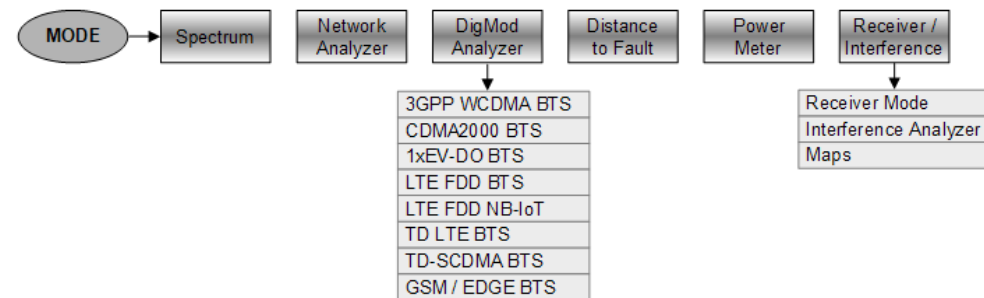 MODE
Spectrum
Network
Analyzer
DigMod
Analyzer
Distance
to Fault
Power
Meter
Receiver /
Interference
3GPP WCDMA BTS
CDMA2000 BTS
1xEV-DO BTS
LTE FDD BTS
LTE FDD NB-IoT
TD LTE BTS
TD-SCDMA BTS
GSM / EDGE BTS
Receiver Mode
Interference Analyzer
Maps